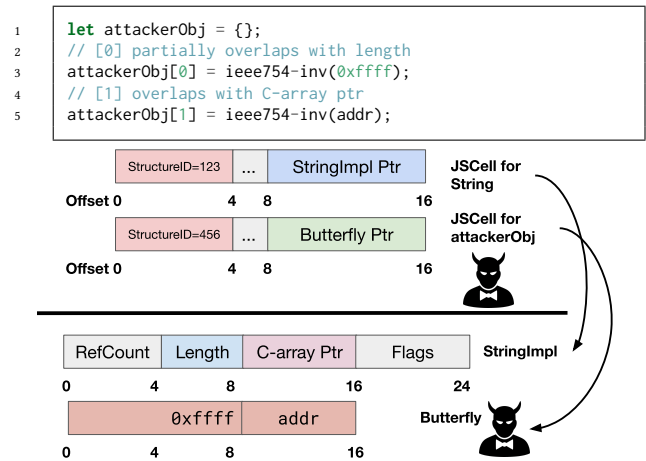 1 let attackerObj = {};
2 // [0] partially overlaps with length
3 attackerObj[0] = ieee754-inv(0xffff);
4 // [1] overlaps with C-array ptr
5 attackerObj[1] = ieee754-inv(addr);
StructureID=123 ... StringImpl Ptr JSCell for
String
Offset 0 4 8 16
StructureID=456 ... Butterfly Ptr JSCell for
attackerObj
Offset 0 4 8 16
RefCount Length C-array Ptr Flags StringImpl
0 4 8 16 24
0xffff addr Butterfly
0 4 8 16